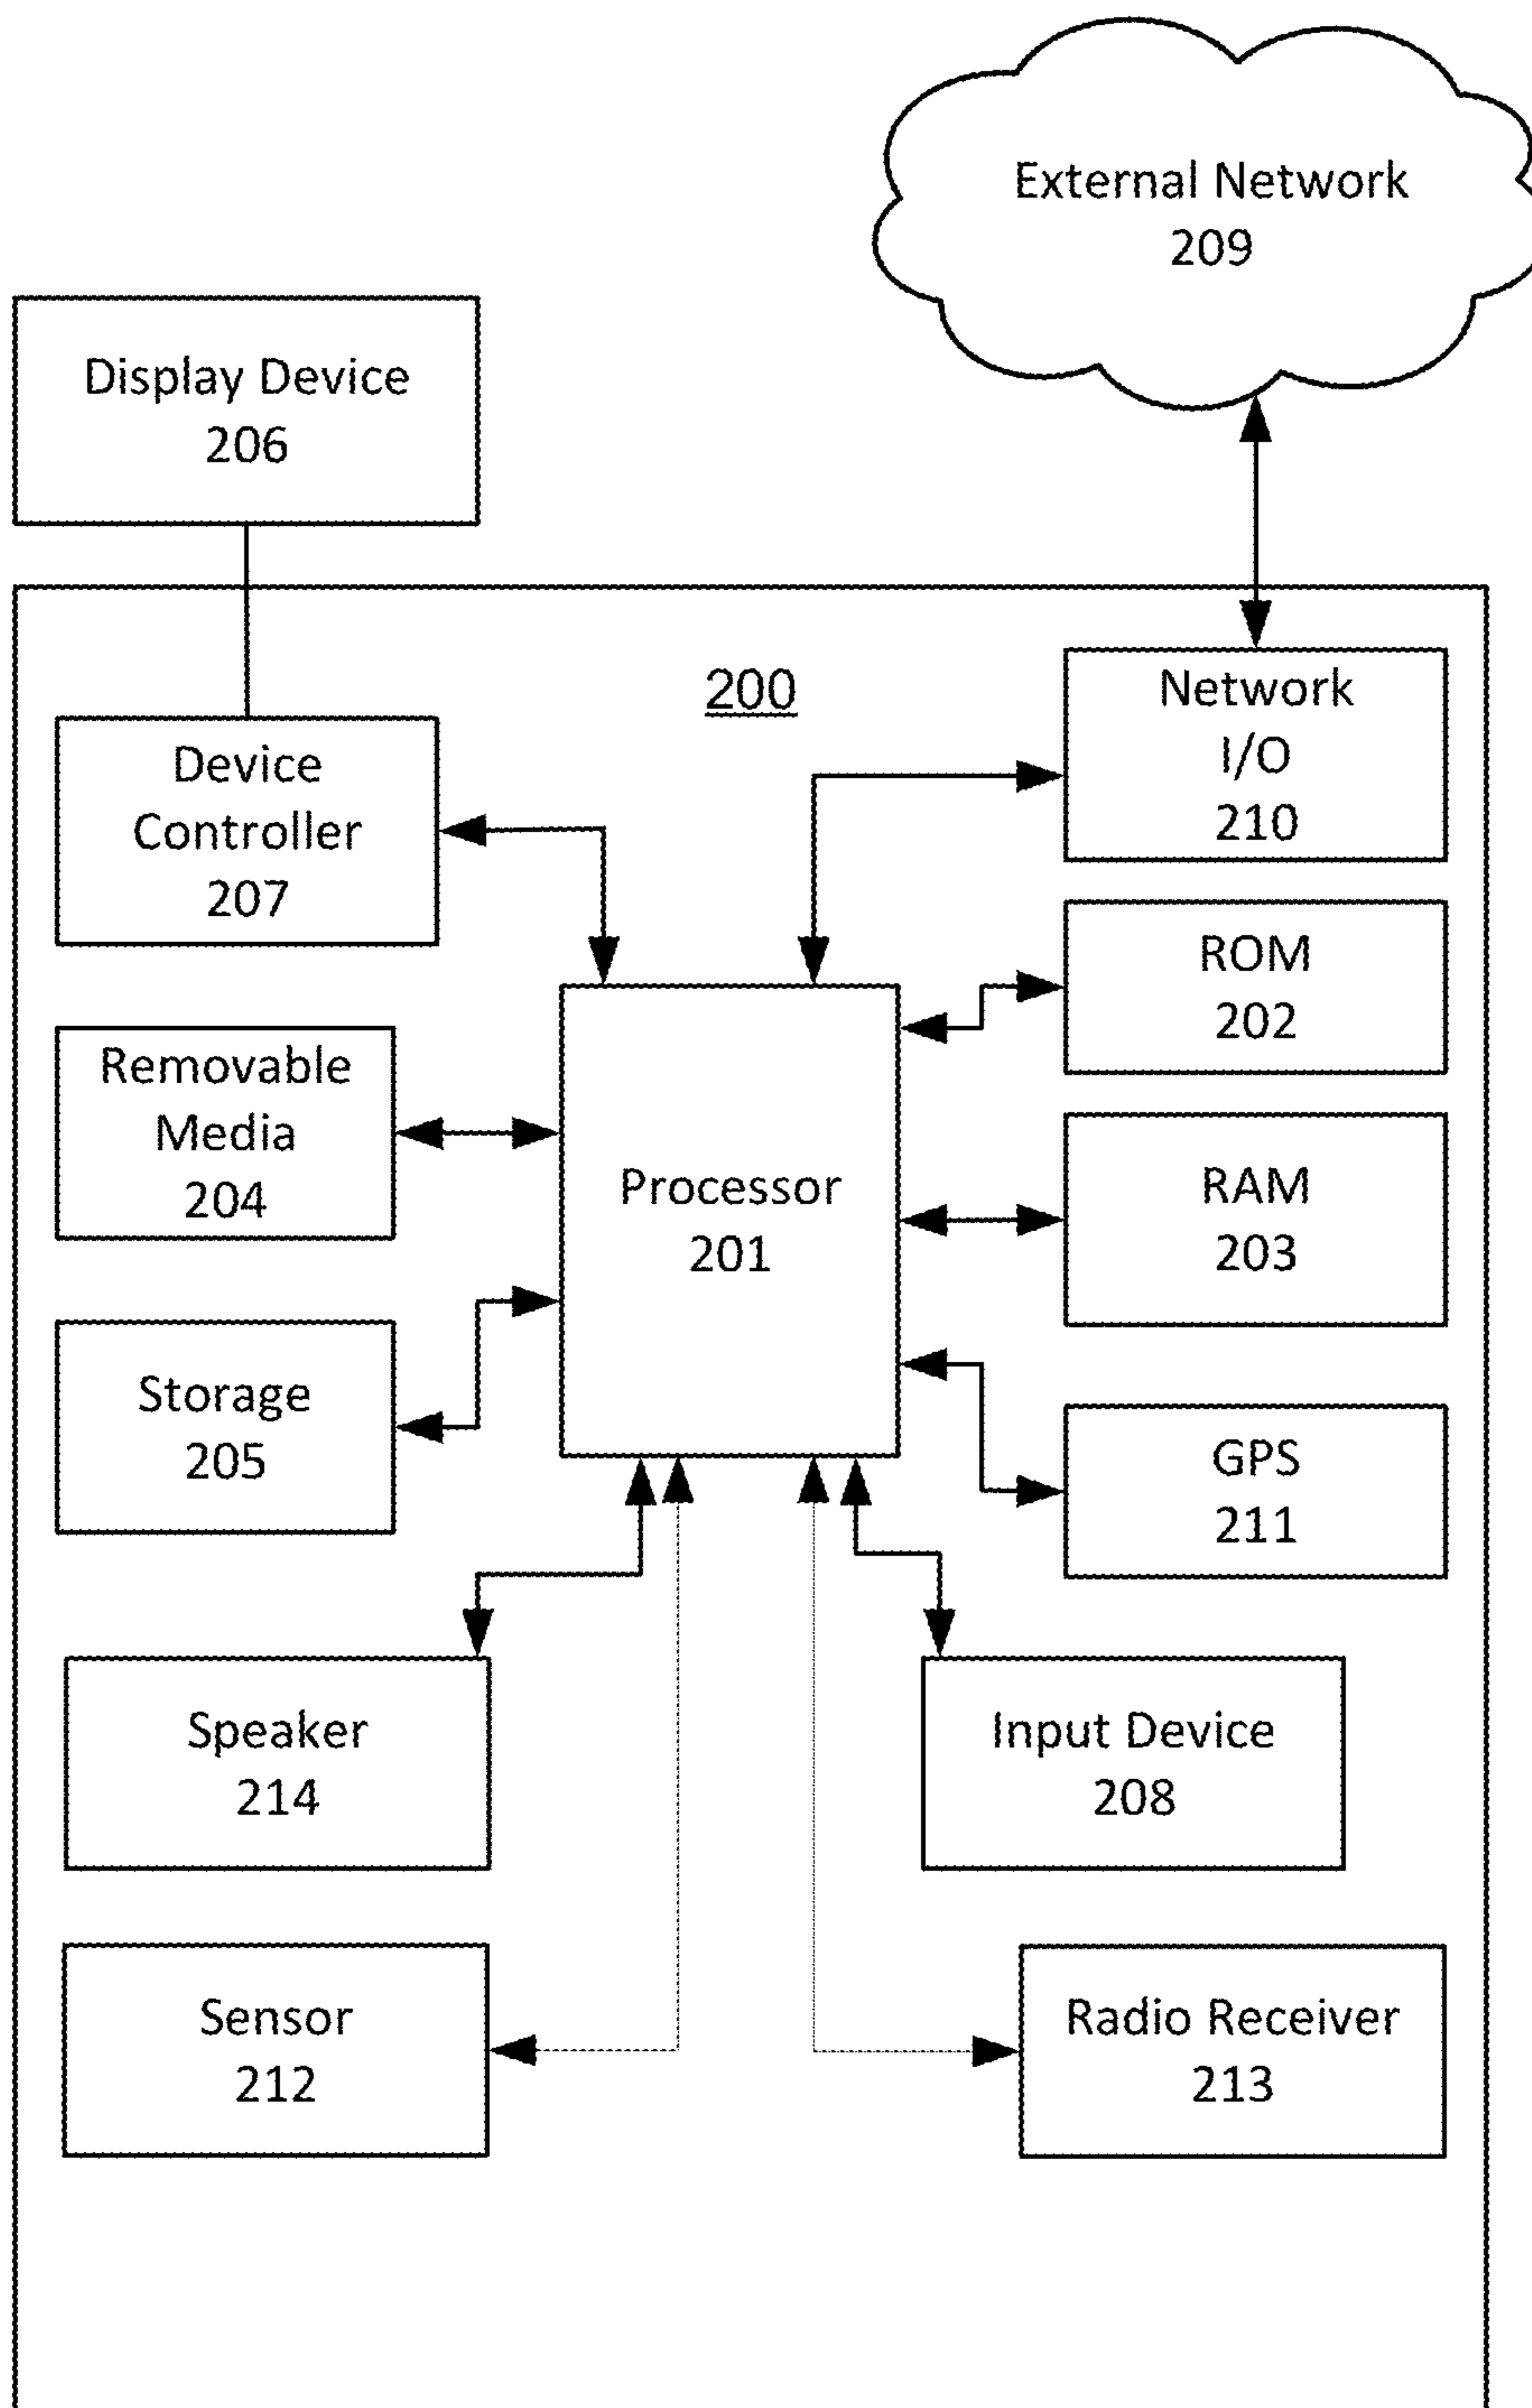 External Network
209
Display Device
206
200
Network
I/O
210
Device
Controller
207
ROM
202
Removable
Media
204
Processor
201
RAM
203
Storage
205
GPS
211
Speaker
214
Input Device
208
Sensor
212
Radio Receiver
213